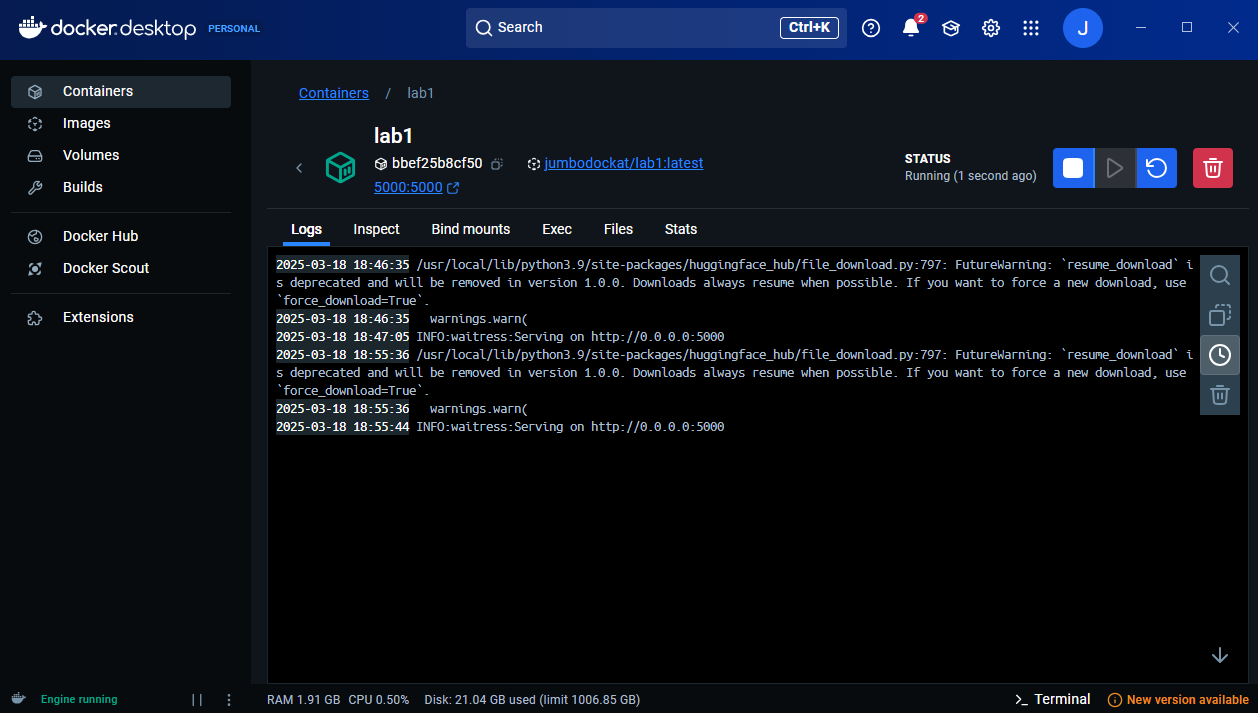 docker.desktop PERSONAL
Search Ctrl+K
2
J
Containers
Images
Volumes
Builds
Docker Hub
Docker Scout
Extensions
Containers / lab1
lab1
bbef25b8cf50 jumbodockat/lab1:latest
5000:5000
STATUS
Running (1 second ago)
Logs Inspect Bind mounts Exec Files Stats
2025-03-18 18:46:35 /usr/local/lib/python3.9/site-packages/huggingface_hub/file_download.py:797: FutureWarning: `resume_download` i
s deprecated and will be removed in version 1.0.0. Downloads always resume when possible. If you want to force a new download, use
`force_download=True`.
2025-03-18 18:46:35   warnings.warn(
2025-03-18 18:47:05 INFO:waitress:Serving on http://0.0.0.0:5000
2025-03-18 18:55:36 /usr/local/lib/python3.9/site-packages/huggingface_hub/file_download.py:797: FutureWarning: `resume_download` i
s deprecated and will be removed in version 1.0.0. Downloads always resume when possible. If you want to force a new download, use
`force_download=True`.
2025-03-18 18:55:36   warnings.warn(
2025-03-18 18:55:44 INFO:waitress:Serving on http://0.0.0.0:5000
Engine running
RAM 1.91 GB CPU 0.50% Disk: 21.04 GB used (limit 1006.85 GB)
Terminal
New version available